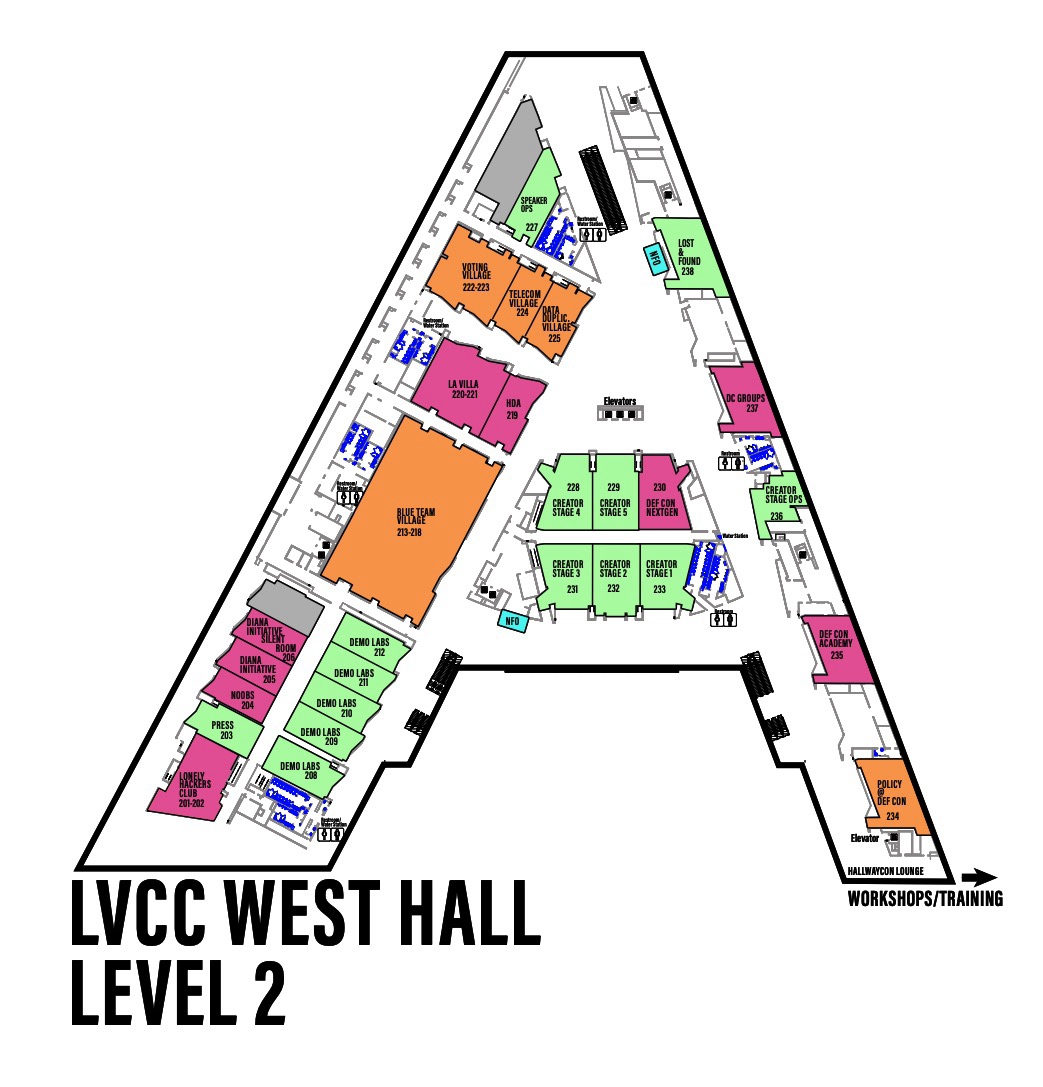 SPEAKER
OPS
227
Restroom/
Water Station
LOST
&
FOUND
238
NFO
VOTING
VILLAGE
222-223
TELECOM
VILLAGE
224
DATA
DUPLIC.
VILLAGE
225
Restroom/
Water Station
LA VILLA
220-221
HDA
219
DC GROUPS
237
Elevators
Restroom
228
CREATOR
STAGE 4
229
CREATOR
STAGE 5
230
DEF CON
NEXTGEN
CREATOR
STAGE OPS
236
Restroom/
Water Station
BLUE TEAM
VILLAGE
213-218
Water Station
CREATOR
STAGE 3
231
CREATOR
STAGE 2
232
CREATOR
STAGE 1
233
NFO
Restroom
DIANA
INITIATIVE
SILENT
ROOM
206
DIANA
INITIATIVE
205
NOOBS
204
PRESS
203
LONELY
HACKERS
CLUB
201-202
DEMO LABS
212
DEMO LABS
211
DEMO LABS
210
DEMO LABS
209
DEMO LABS
208
Restroom/
Water Station
DEF CON
ACADEMY
235
POLICY
@
DEF CON
234
Elevator
HALLWAYCON LOUNGE
WORKSHOPS/TRAINING
LVCC WEST HALL
LEVEL 2